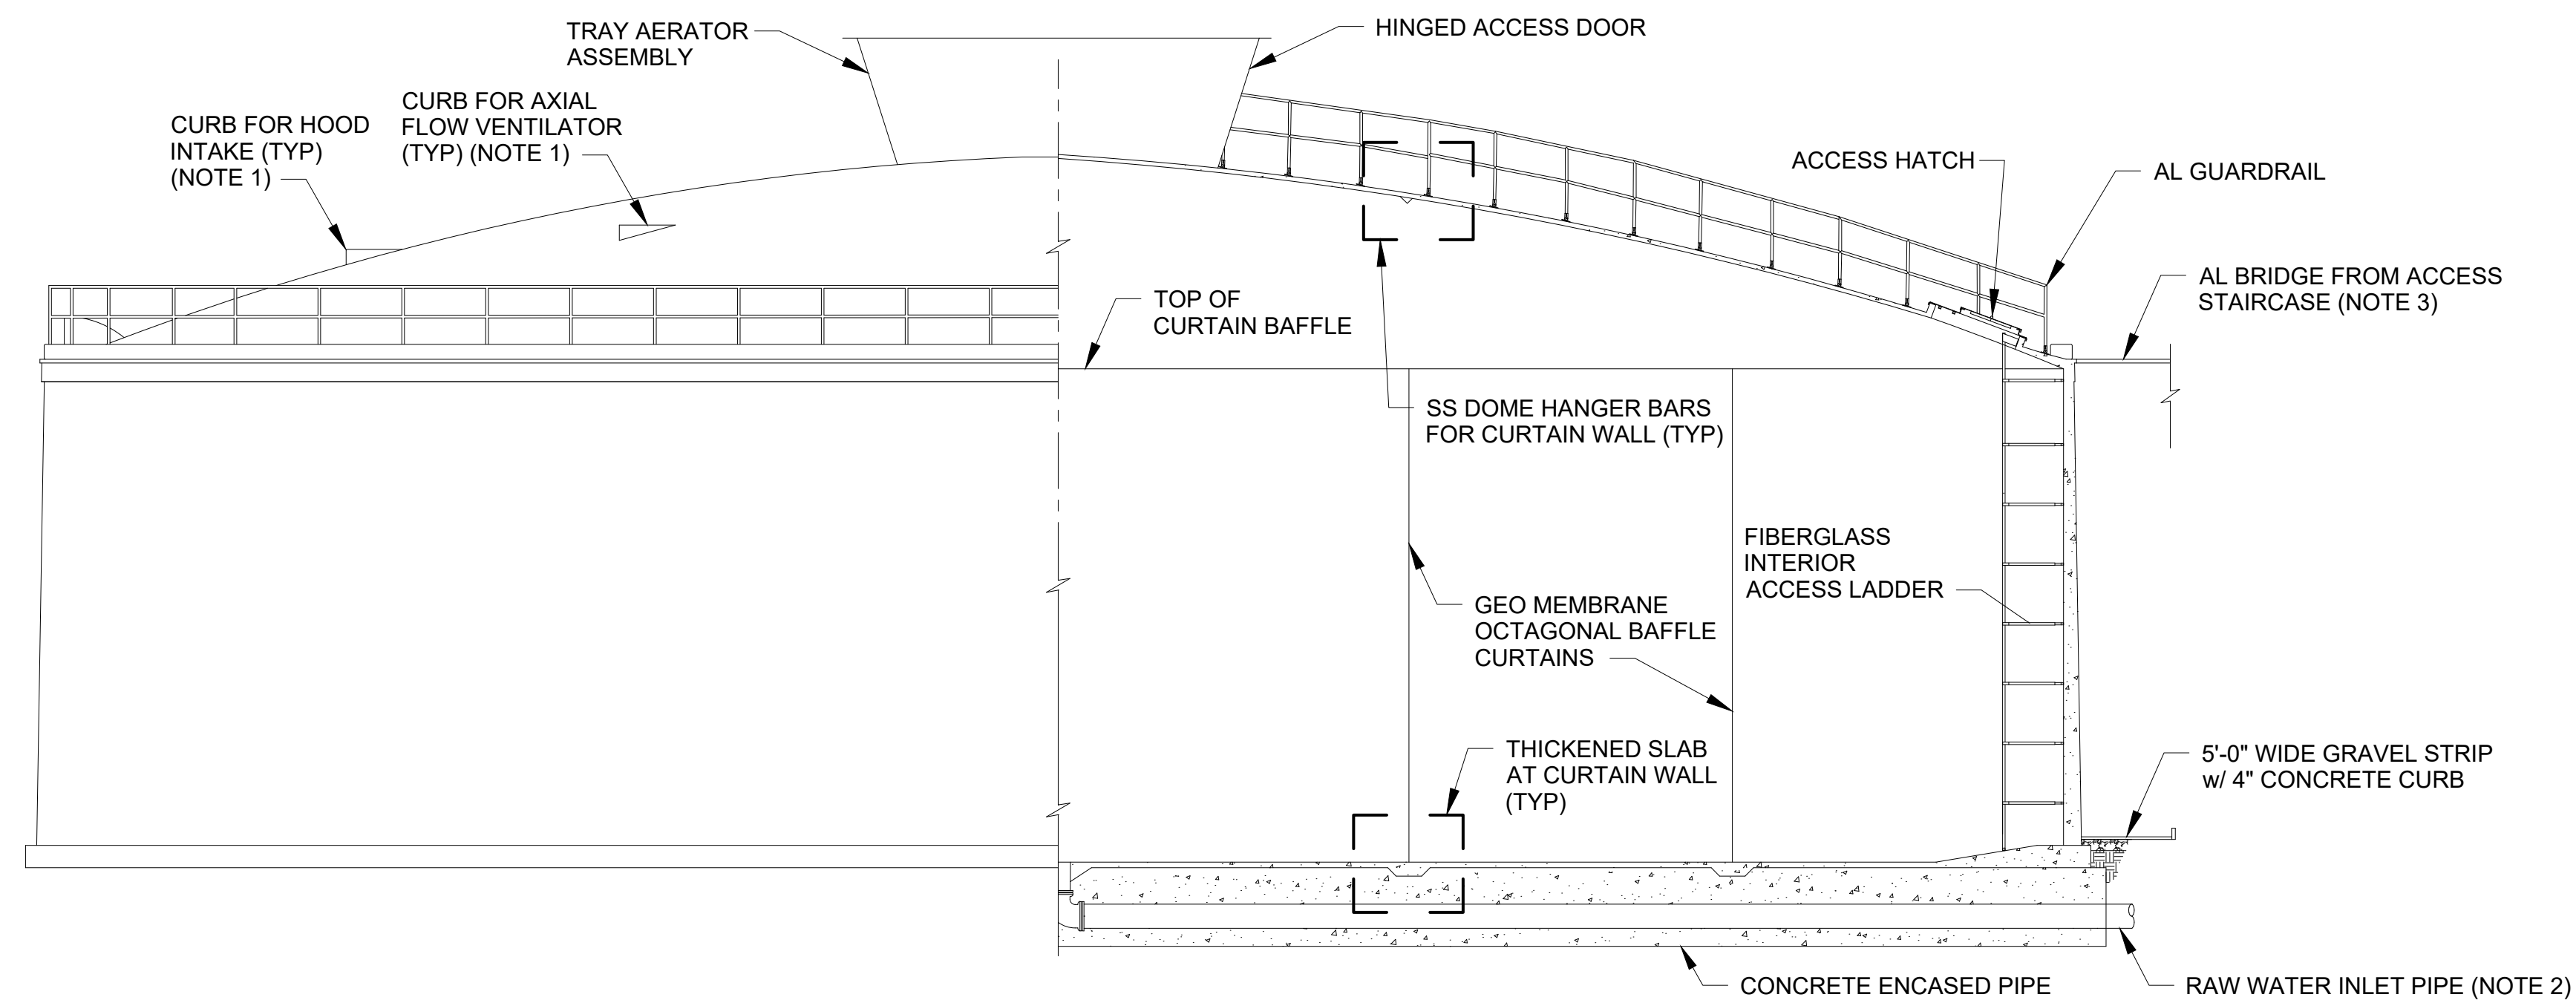 TRAY AERATOR
ASSEMBLY
HINGED ACCESS DOOR
CURB FOR AXIAL
FLOW VENTILATOR
(TYP) (NOTE 1)
CURB FOR HOOD
INTAKE (TYP)
(NOTE 1)
ACCESS HATCH
AL GUARDRAIL
AL BRIDGE FROM ACCESS
STAIRCASE (NOTE 3)
TOP OF
CURTAIN BAFFLE
SS DOME HANGER BARS
FOR CURTAIN WALL (TYP)
FIBERGLASS
INTERIOR
ACCESS LADDER
GEO MEMBRANE
OCTAGONAL BAFFLE
CURTAINS
THICKENED SLAB
AT CURTAIN WALL
(TYP)
5'-0" WIDE GRAVEL STRIP
w/ 4" CONCRETE CURB
CONCRETE ENCASED PIPE
RAW WATER INLET PIPE (NOTE 2)